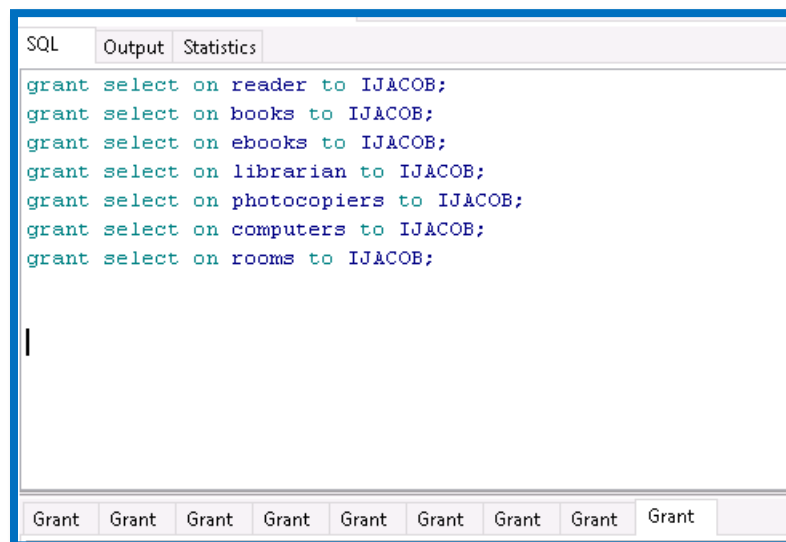 SQL Output Statistics
grant select on reader to IJACOB;
grant select on books to IJACOB;
grant select on ebooks to IJACOB;
grant select on librarian to IJACOB;
grant select on photocopiers to IJACOB;
grant select on computers to IJACOB;
grant select on rooms to IJACOB;
Grant Grant Grant Grant Grant Grant Grant Grant Grant